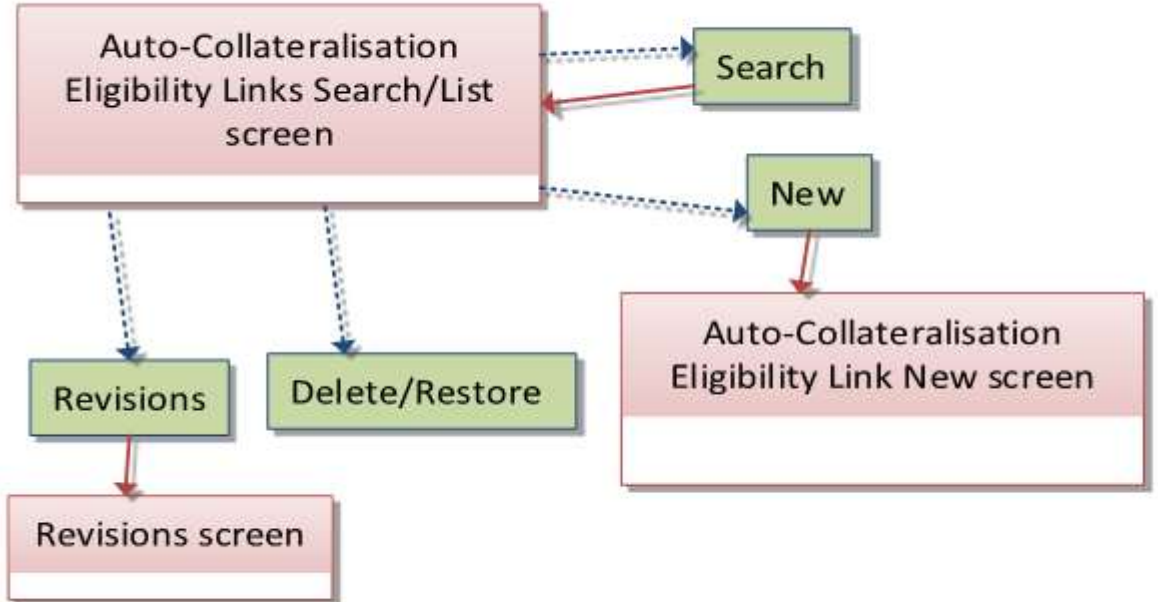 Auto-Collateralisation
Eligibility Links Search/List
screen
Search
New
Auto-Collateralisation
Eligibility Link New screen
Revisions
Delete/Restore
Revisions screen